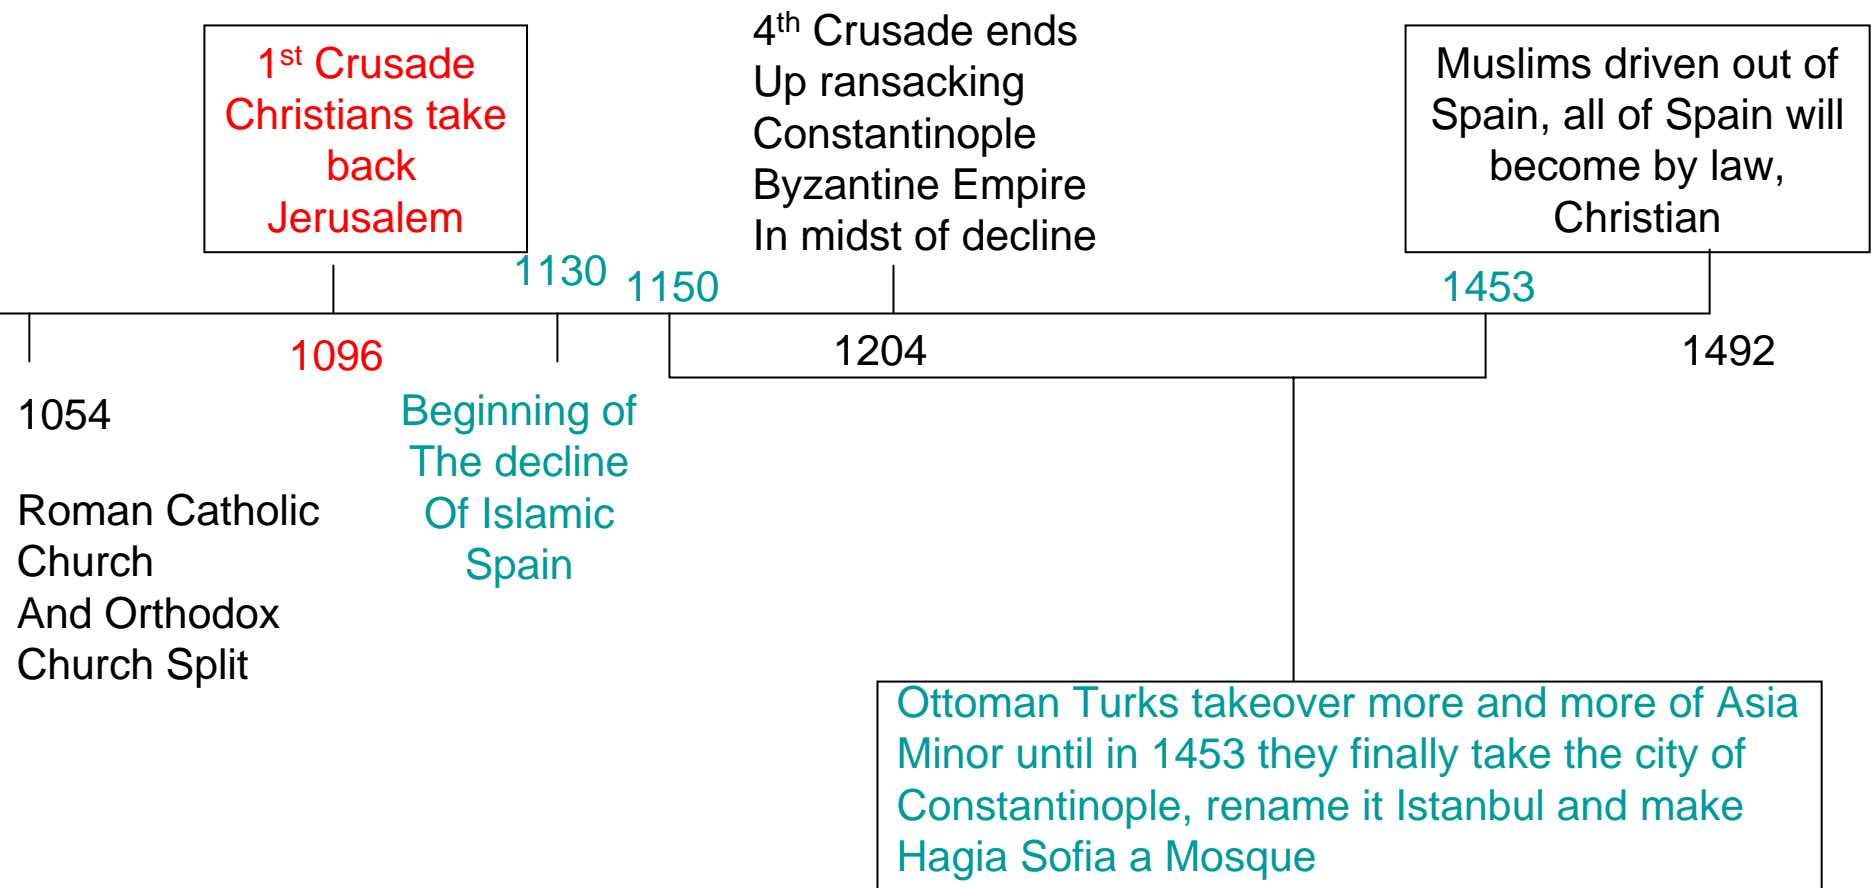 1st Crusade
Christians take
back
Jerusalem
4th Crusade ends
Up ransacking
Constantinople
Byzantine Empire
In midst of decline
Muslims driven out of
Spain, all of Spain will
become by law,
Christian
1130
1150
1453
1096
1204
1492
1054
Roman Catholic
Church
And Orthodox
Church Split
Beginning of
The decline
Of Islamic
Spain
Ottoman Turks takeover more and more of Asia
Minor until in 1453 they finally take the city of
Constantinople, rename it Istanbul and make
Hagia Sofia a Mosque